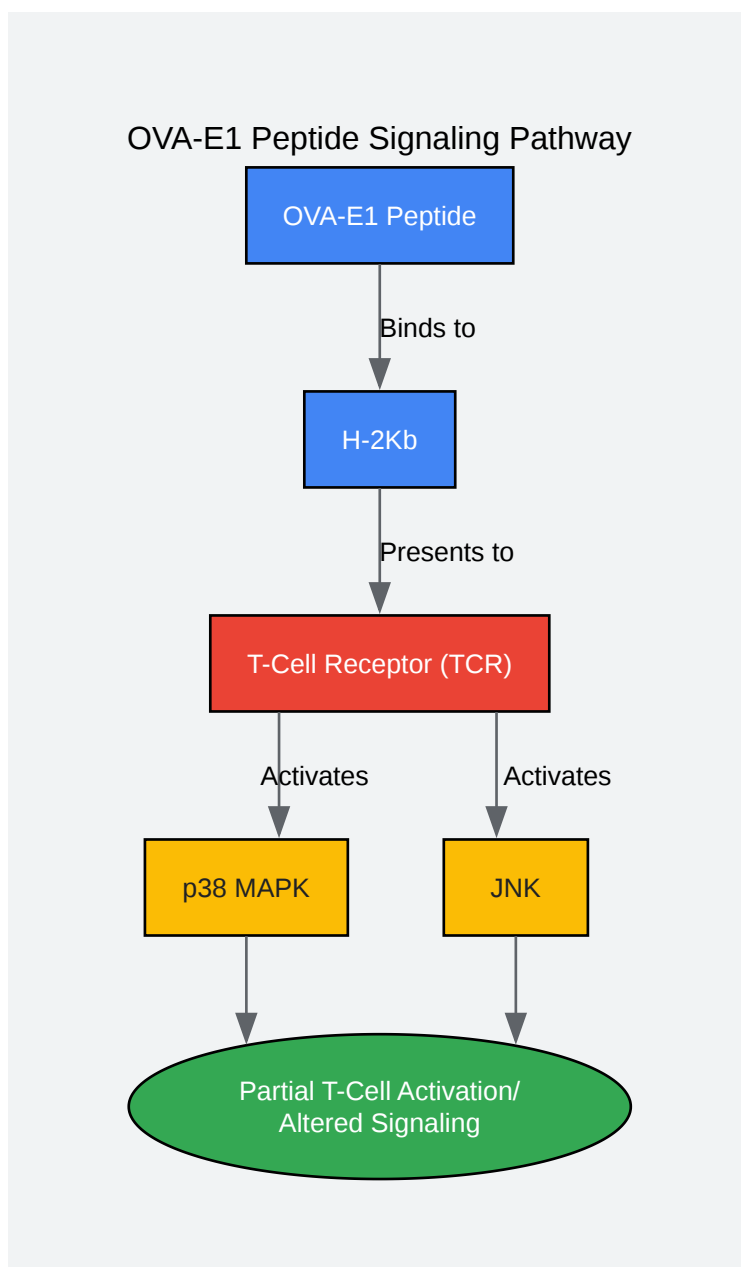 OVA-E1 Peptide Signaling Pathway
OVA-E1 Peptide
Binds to
H-2Kb
Presents to
T-Cell Receptor (TCR)
Activates
Activates
p38 MAPK
JNK
Partial T-Cell Activation/
Altered Signaling